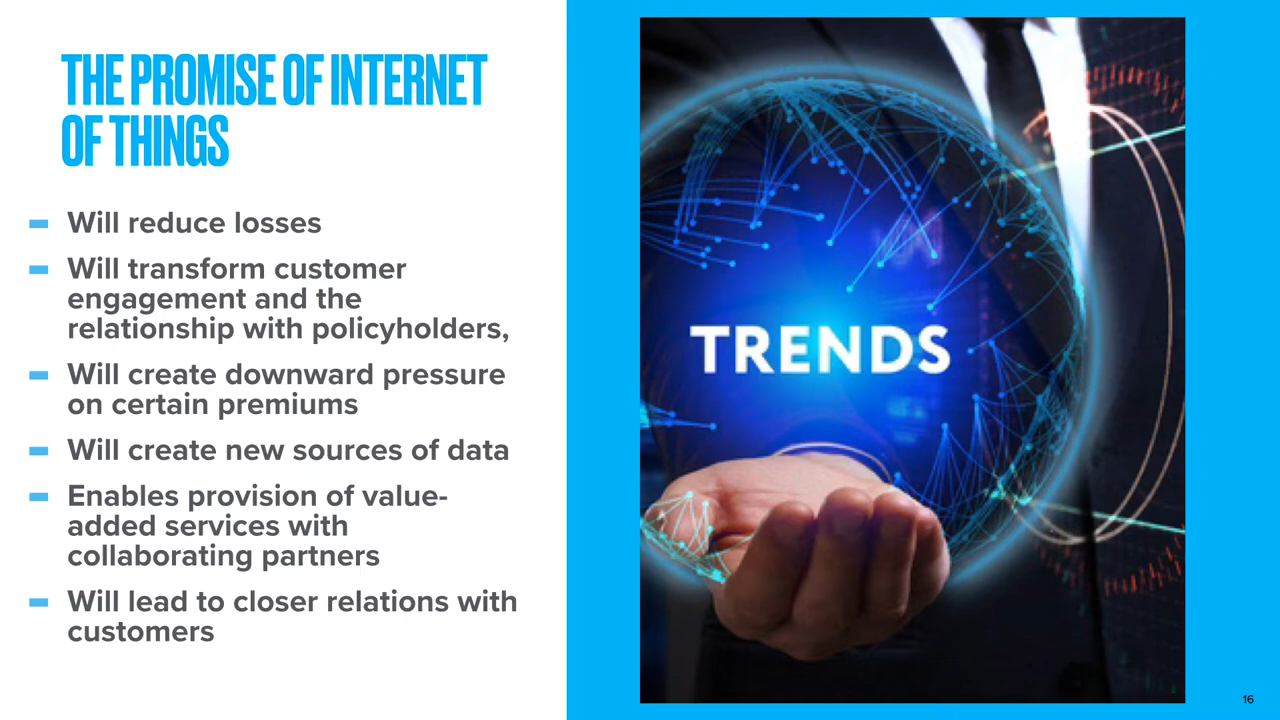 THE PROMISE OF INTERNET
OF THINGS
Will reduce losses
Will transform customer
engagement and the
relationship with policyholders,
Will create downward pressure
on certain premiums
Will create new sources of data
Enables provision of value-
added services with
collaborating partners
Will lead to closer relations with
customers
TRENDS
16